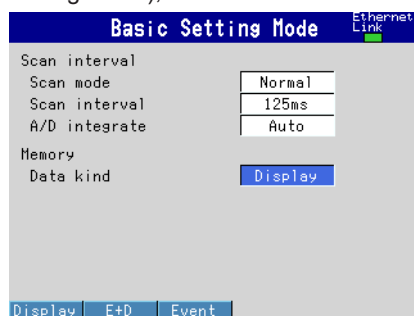 Basic Setting Mode
Ethernet
Link
Scan interval
Scan mode Normal
Scan interval 125ms
A/D integrate Auto
Memory
Data kind Display
Display E+D Event